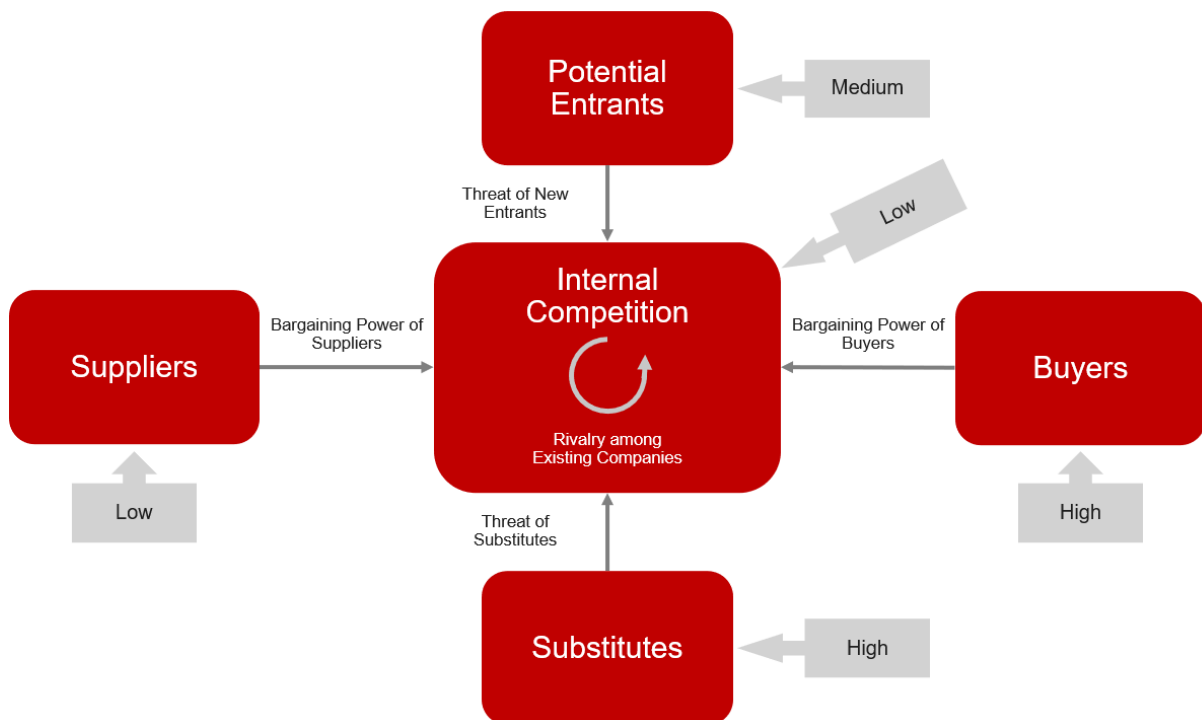 Potential
Entrants
Medium
Threat of New
Entrants
Low
Internal
Competition
Rivalry among
Existing Companies
Suppliers
Bargaining Power of
Suppliers
Low
Bargaining Power of
Buyers
Buyers
High
Threat of
Substitutes
Substitutes
High